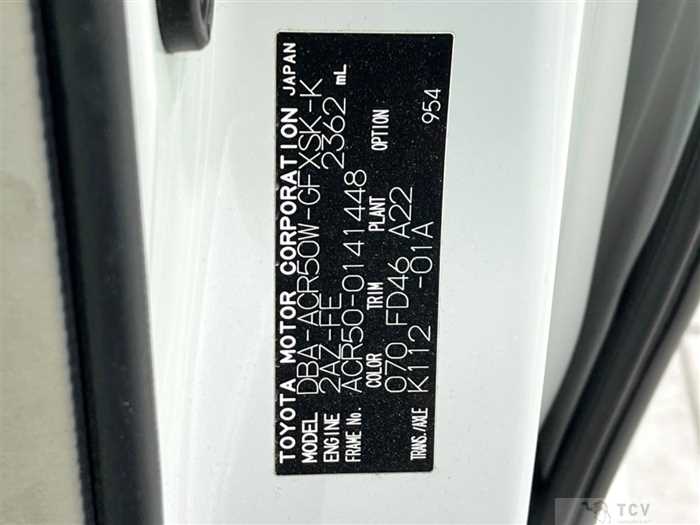 TOYOTA MOTOR CORPORATION JAPAN
MODEL DBA-ACR50W-GFXSK-K
ENGINE 2AZ-FE 2362 mL
FRAME No. ACR50-0141448
COLOR TRIM PLANT OPTION
070 FD46 A22
TRANS./AXLE K112 -01A 954
TCV